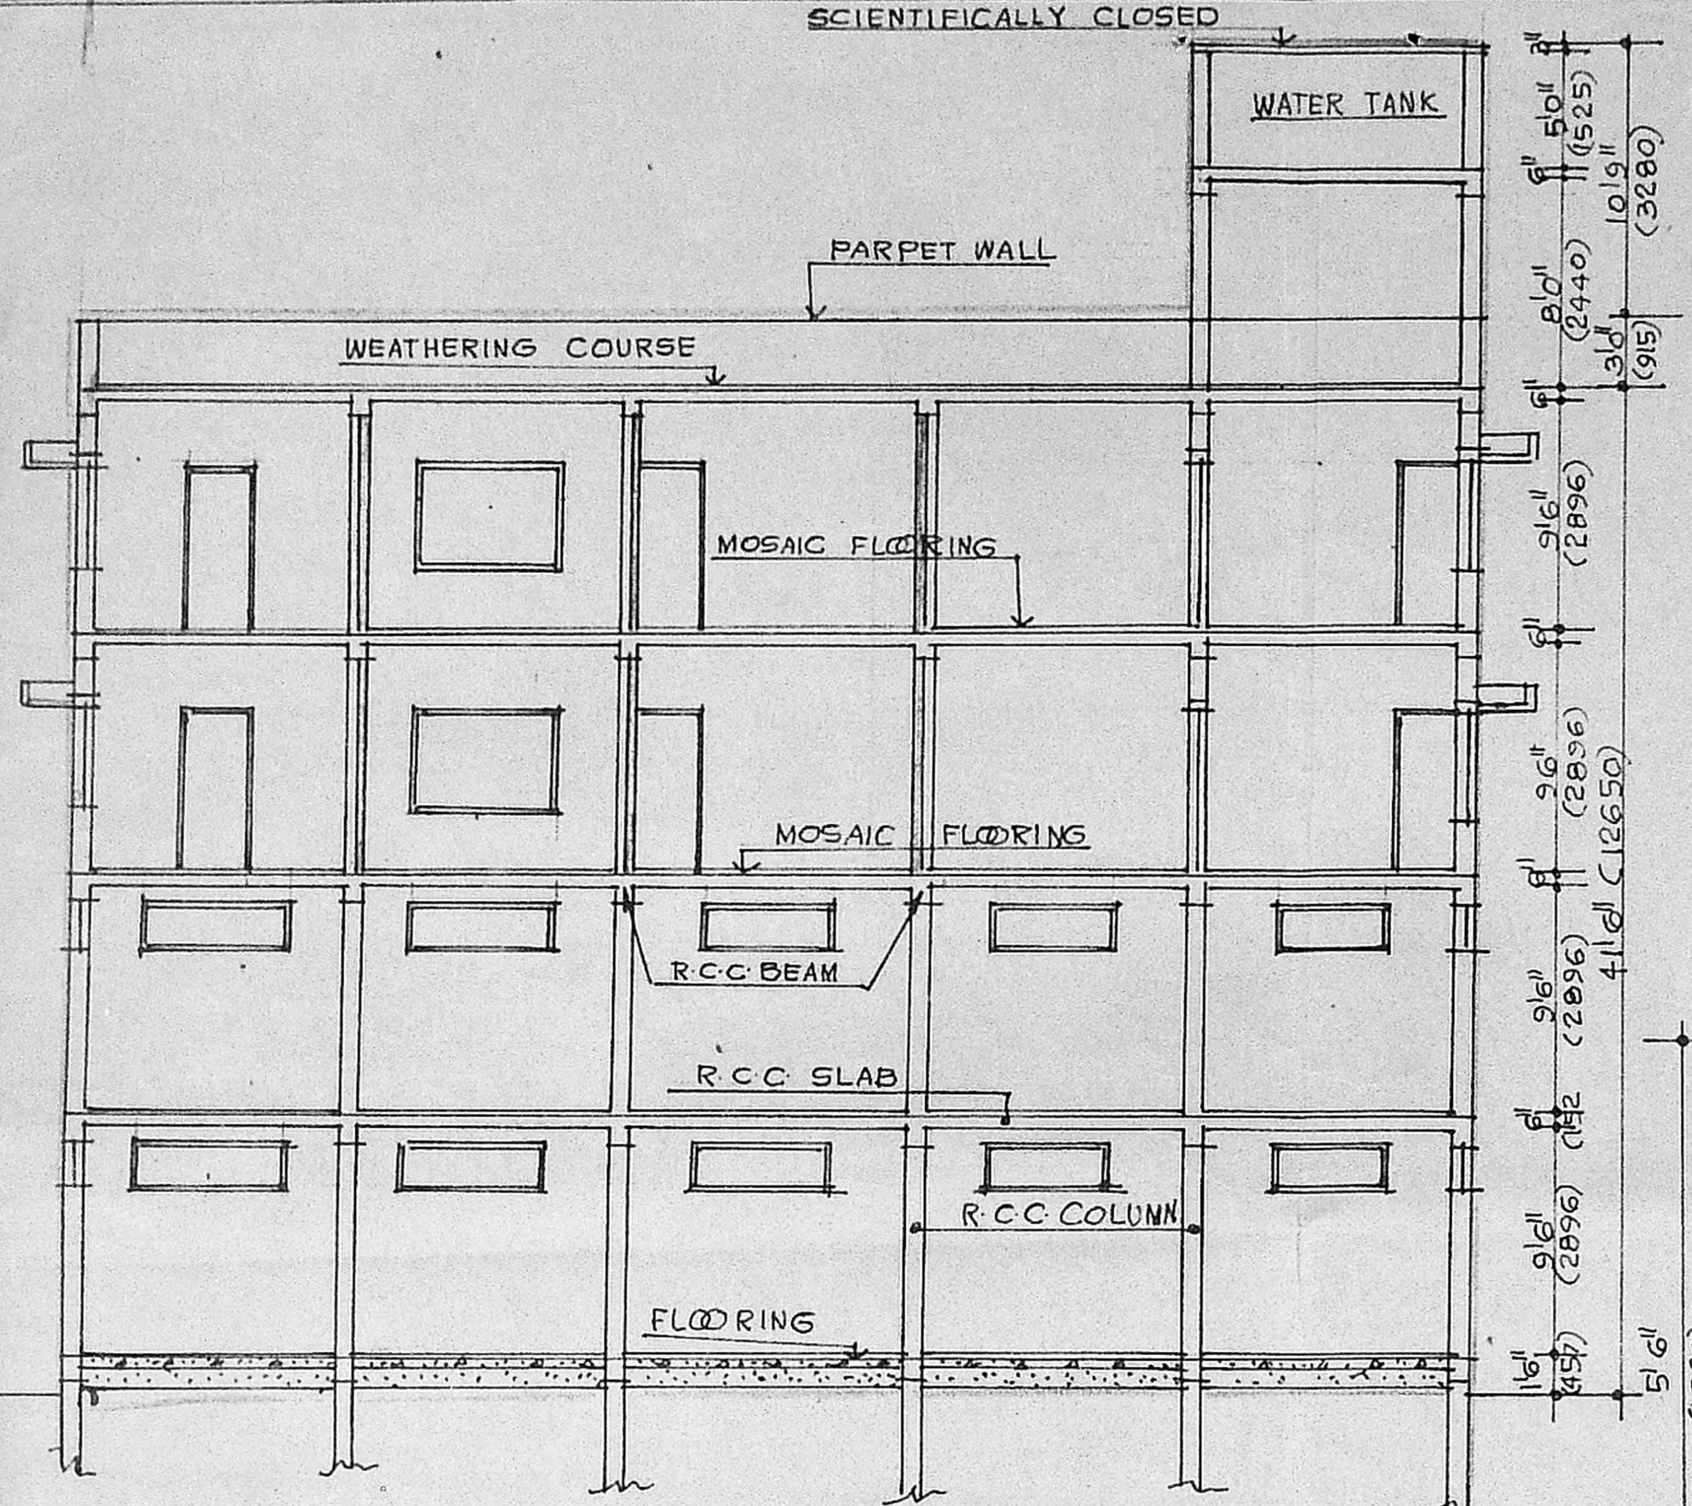 SCIENTIFICALLY CLOSED
WATER TANK
PARPET WALL
WEATHERING COURSE
MOSAIC FLOORING
MOSAIC FLOORING
R.C.C. BEAM
R.C.C. SLAB
R.C.C. COLUMN
FLOORING
3"
5'0"
(1525)
6"
8'0"
(2440)
10'9"
(3280)
3'0"
(915)
6"
9'6"
(2896)
6"
9'6"
(2896)
6"
9'6"
(2896)
41'0" (12650)
6"
(152
9'6"
(2896)
1'6"
(457)
5'6"